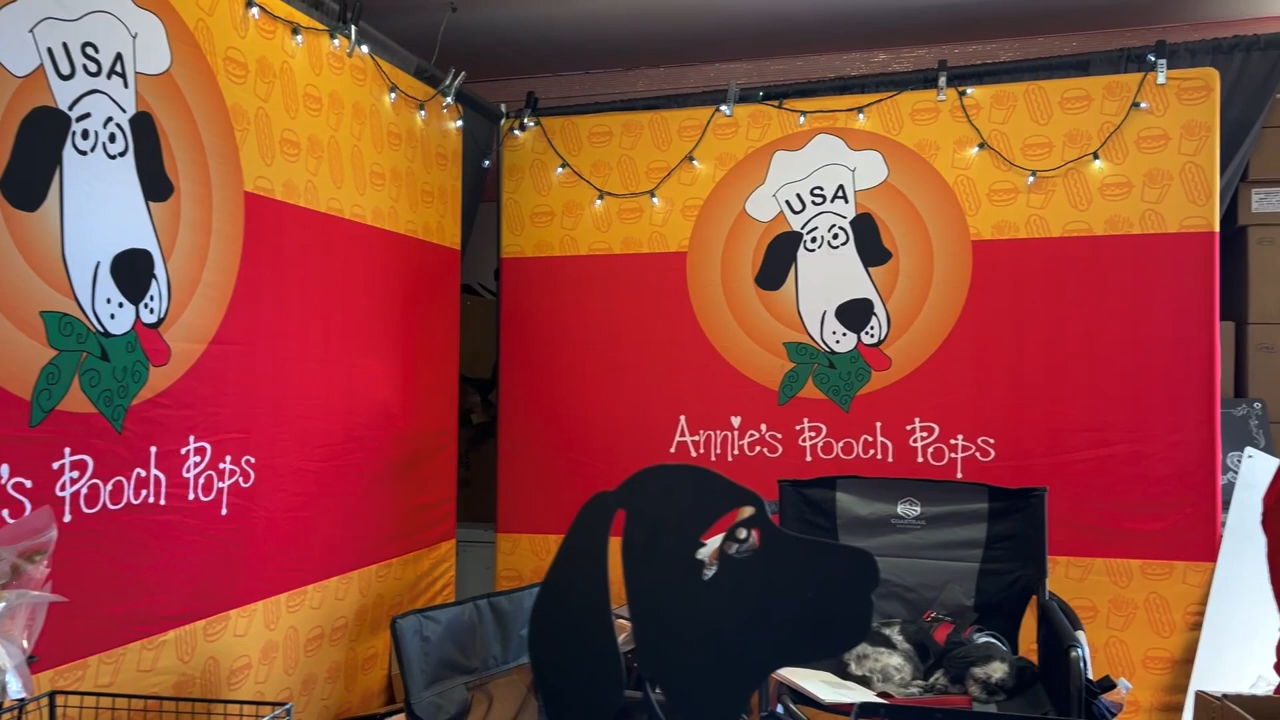 USA
's Pooch Pops
USA
Annie's Pooch Pops
COASTRAIL